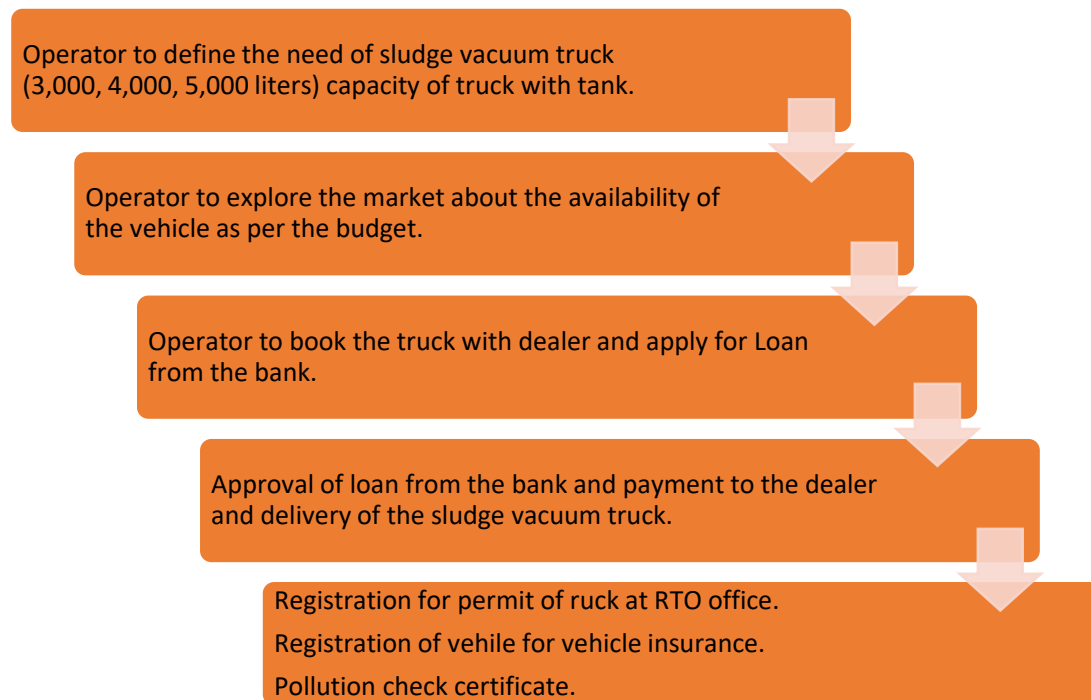 Operator to define the need of sludge vacuum truck
(3,000, 4,000, 5,000 liters) capacity of truck with tank.
Operator to explore the market about the availability of
the vehicle as per the budget.
Operator to book the truck with dealer and apply for Loan
from the bank.
Approval of loan from the bank and payment to the dealer
and delivery of the sludge vacuum truck.
Registration for permit of ruck at RTO office.
Registration of vehile for vehicle insurance.
Pollution check certificate.